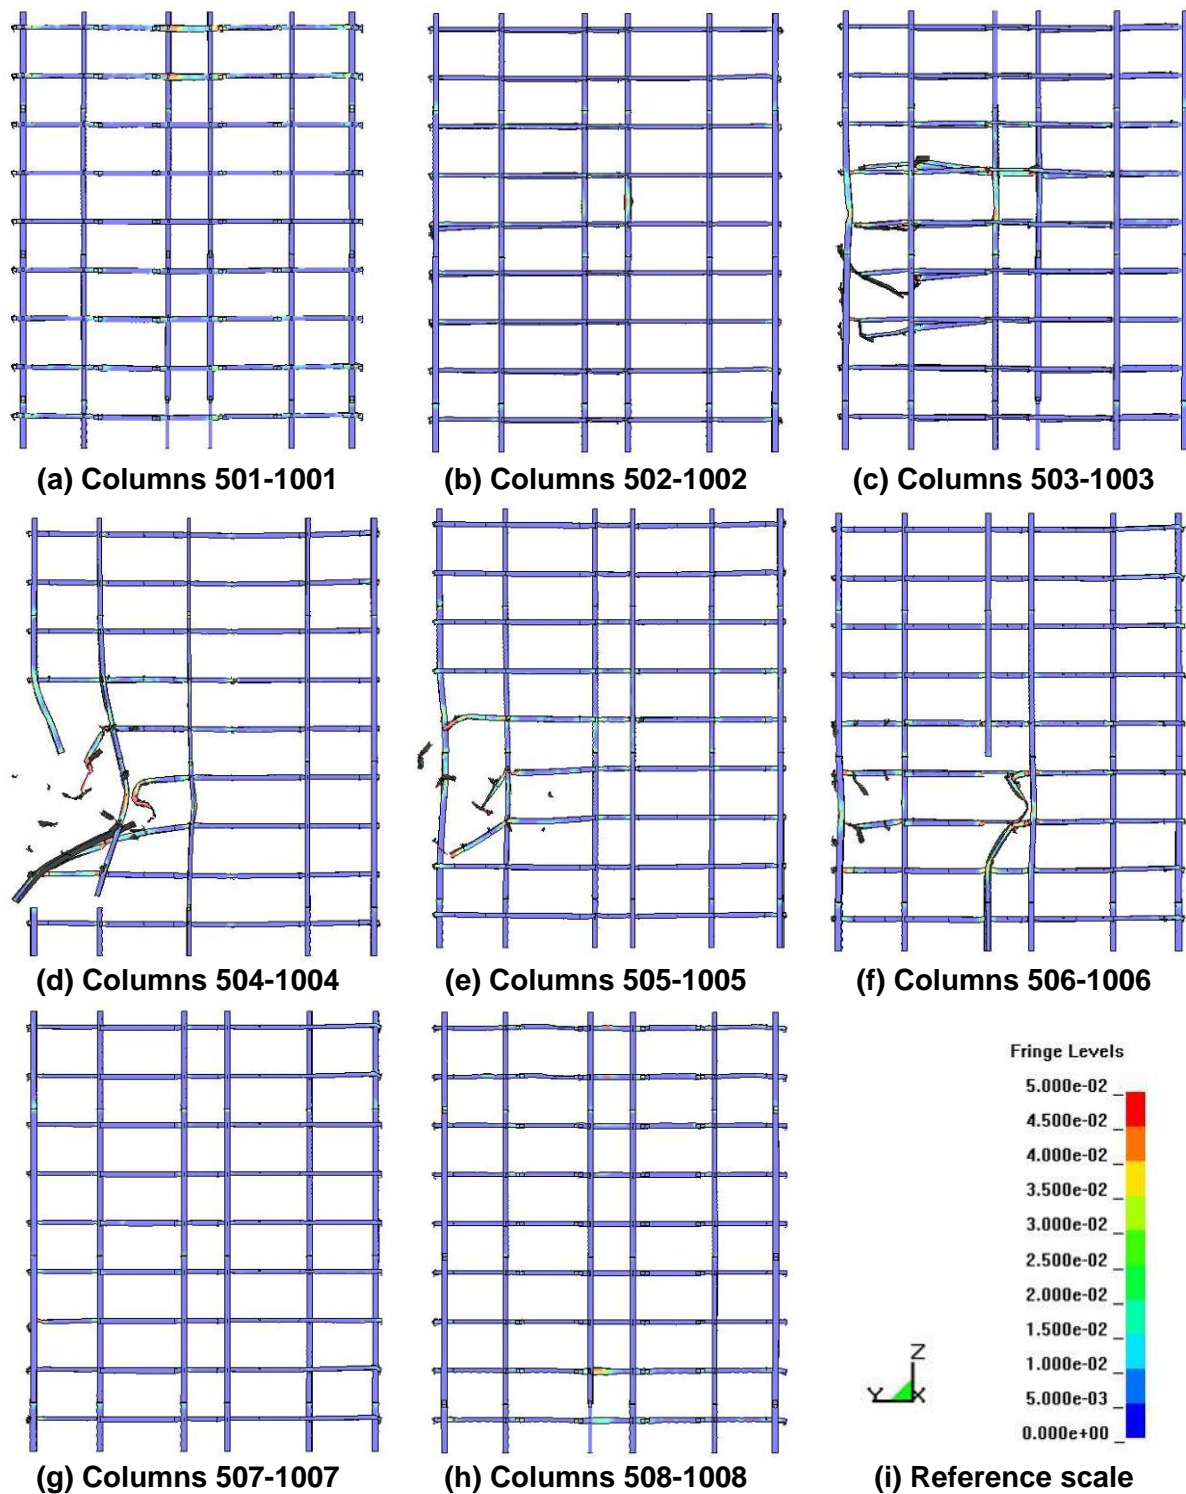 (a) Columns 501-1001
(b) Columns 502-1002
(c) Columns 503-1003
(d) Columns 504-1004
(e) Columns 505-1005
(f) Columns 506-1006
(g) Columns 507-1007
(h) Columns 508-1008
Fringe Levels
5.000e-02
4.500e-02
4.000e-02
3.500e-02
3.000e-02
2.500e-02
2.000e-02
1.500e-02
1.000e-02
5.000e-03
0.000e+00
Z
Y X
(i) Reference scale